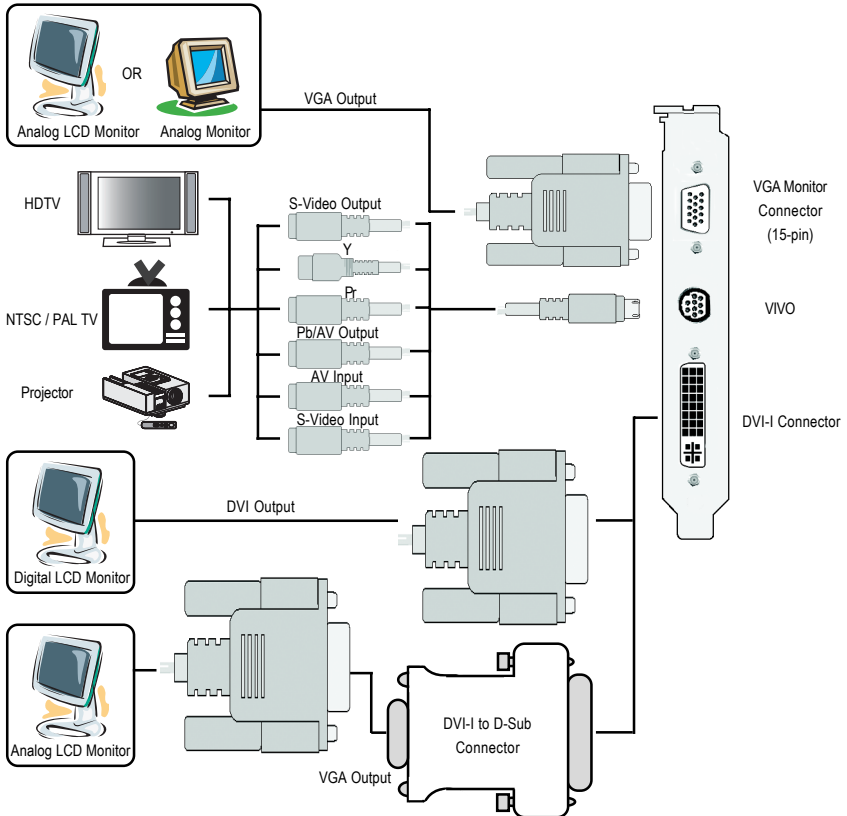 OR
Analog LCD Monitor
Analog Monitor
VGA Output
HDTV
NTSC / PAL TV
Projector
S-Video Output
Y
Pr
Pb/AV Output
AV Input
S-Video Input
VGA Monitor
Connector
(15-pin)
VIVO
DVI-I Connector
DVI Output
Digital LCD Monitor
Analog LCD Monitor
VGA Output
DVI-I to D-Sub
Connector